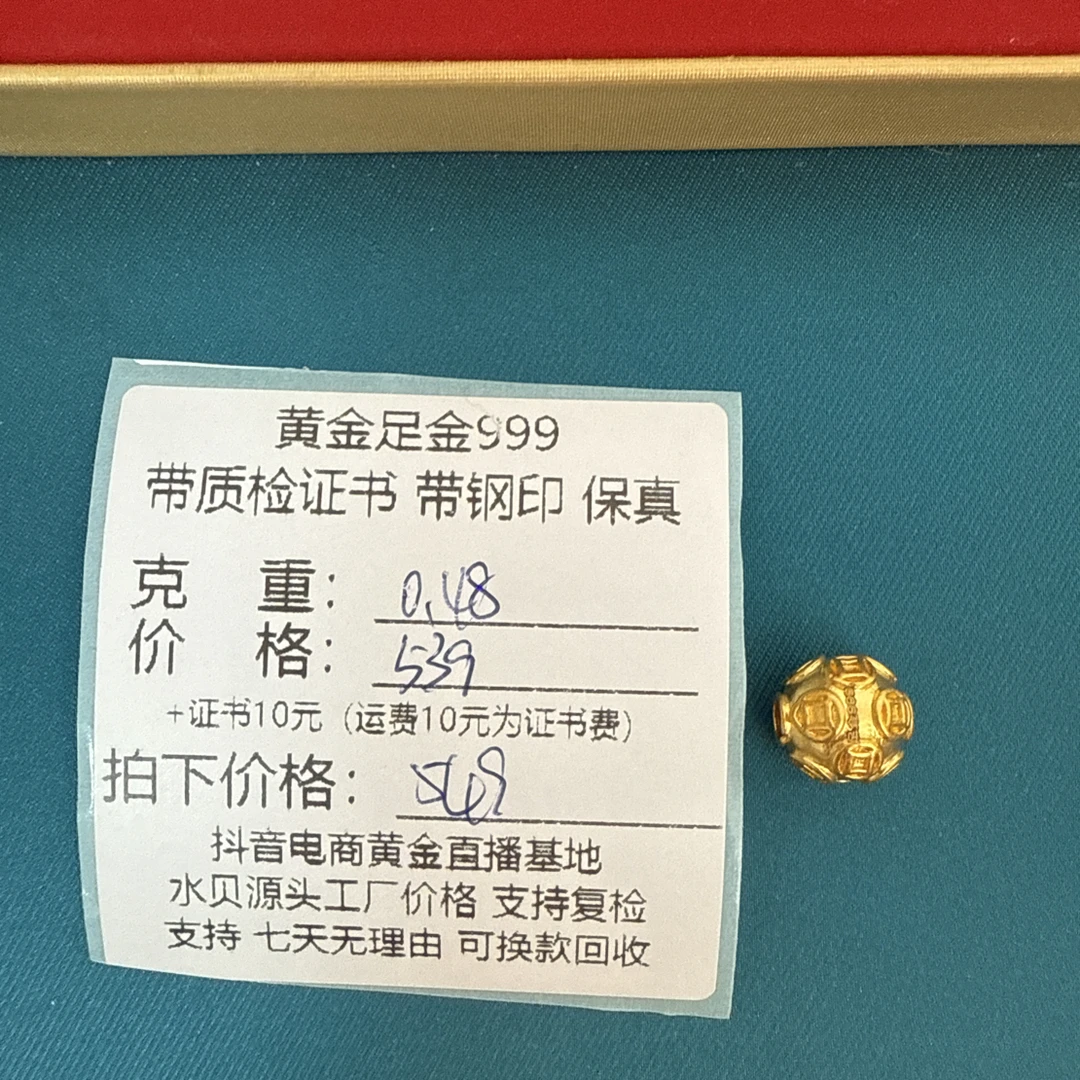 黄金足金999
带质检证书 带钢印 保真
克 重: 0.48
价 格: 539
+证书10元 (运费10元为证书费)
拍下价格: 569
抖音电商黄金直播基地
水贝源头工厂价格 支持复检
支持 七天无理由 可换款回收